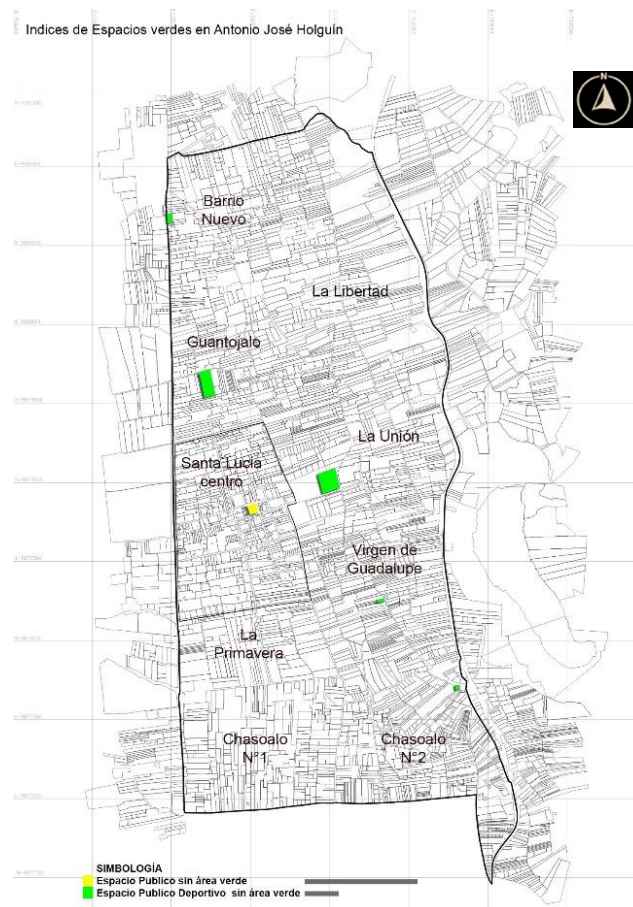 Indices de Espacios verdes en Antonio José Holguín
N
Barrio
Nuevo
La Libertad
Guantojalo
La Unión
Santa Lucía
centro
Virgen de
Guadalupe
La
Primavera
Chasoalo
N°1
Chasoalo
N°2
SIMBOLOGÍA
Espacio Publico sin área verde
Espacio Publico Deportivo sin área verde